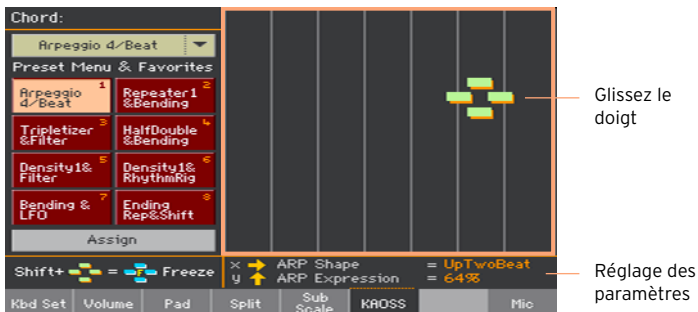 Chord:
Arpeggio 4/Beat
Preset Menu & Favorites
Arpeggio 4/Beat 1
Repeater1 &Bending 2
Tripletizer &Filter 3
HalfDouble &Bending 4
Density1& Filter 5
Density1& RhythmRig 6
Bending & LFO 7
Ending Rep&Shift 8
Assign
Shift+ = F Freeze
x ARP Shape = UpTwoBeat
y ARP Expression = 64%
Kbd Set Volume Pad Split Sub Scale KAOSS Mic
Glissez le
doigt
Réglage des
paramètres